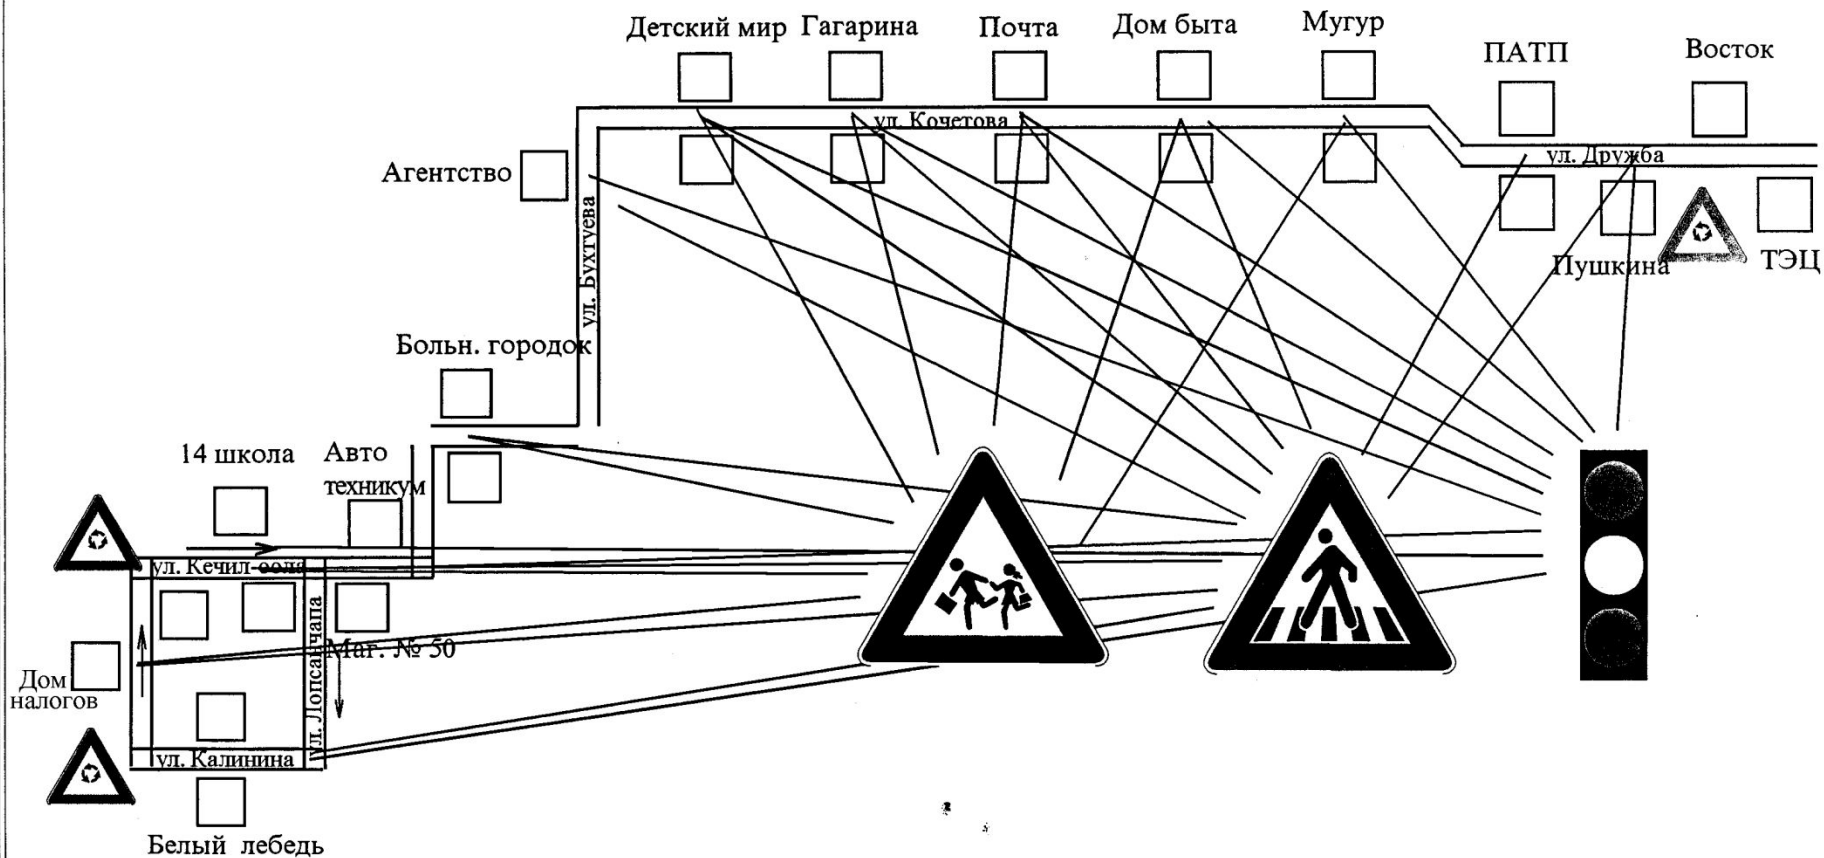 Детский мир Гагарина Почта Дом быта Мугур
ПАТП Восток
ул. Кочетова
ул. Дружба
Агентство
ул. Бухтуева
Пушкина ТЭЦ
Больн. городок
14 школа
Авто
техникум
ул. Кечил-оола
ул. Лопсанчапа
Маг. № 50
Дом
налогов
ул. Калинина
Белый лебедь